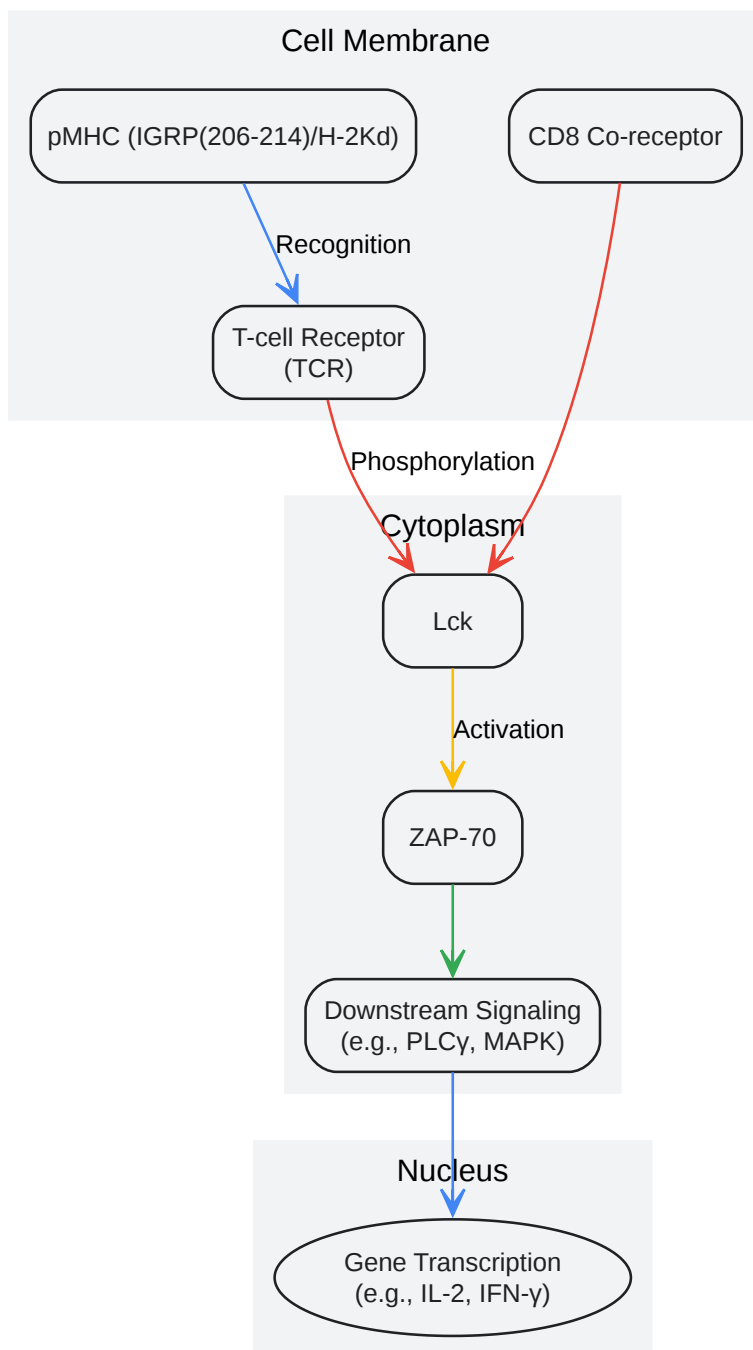 Cell Membrane
pMHC (IGRP(206-214)/H-2Kd)
CD8 Co-receptor
Recognition
T-cell Receptor
(TCR)
Phosphorylation
Cytoplasm
Lck
Activation
ZAP-70
Downstream Signaling
(e.g., PLCγ, MAPK)
Nucleus
Gene Transcription
(e.g., IL-2, IFN-γ)